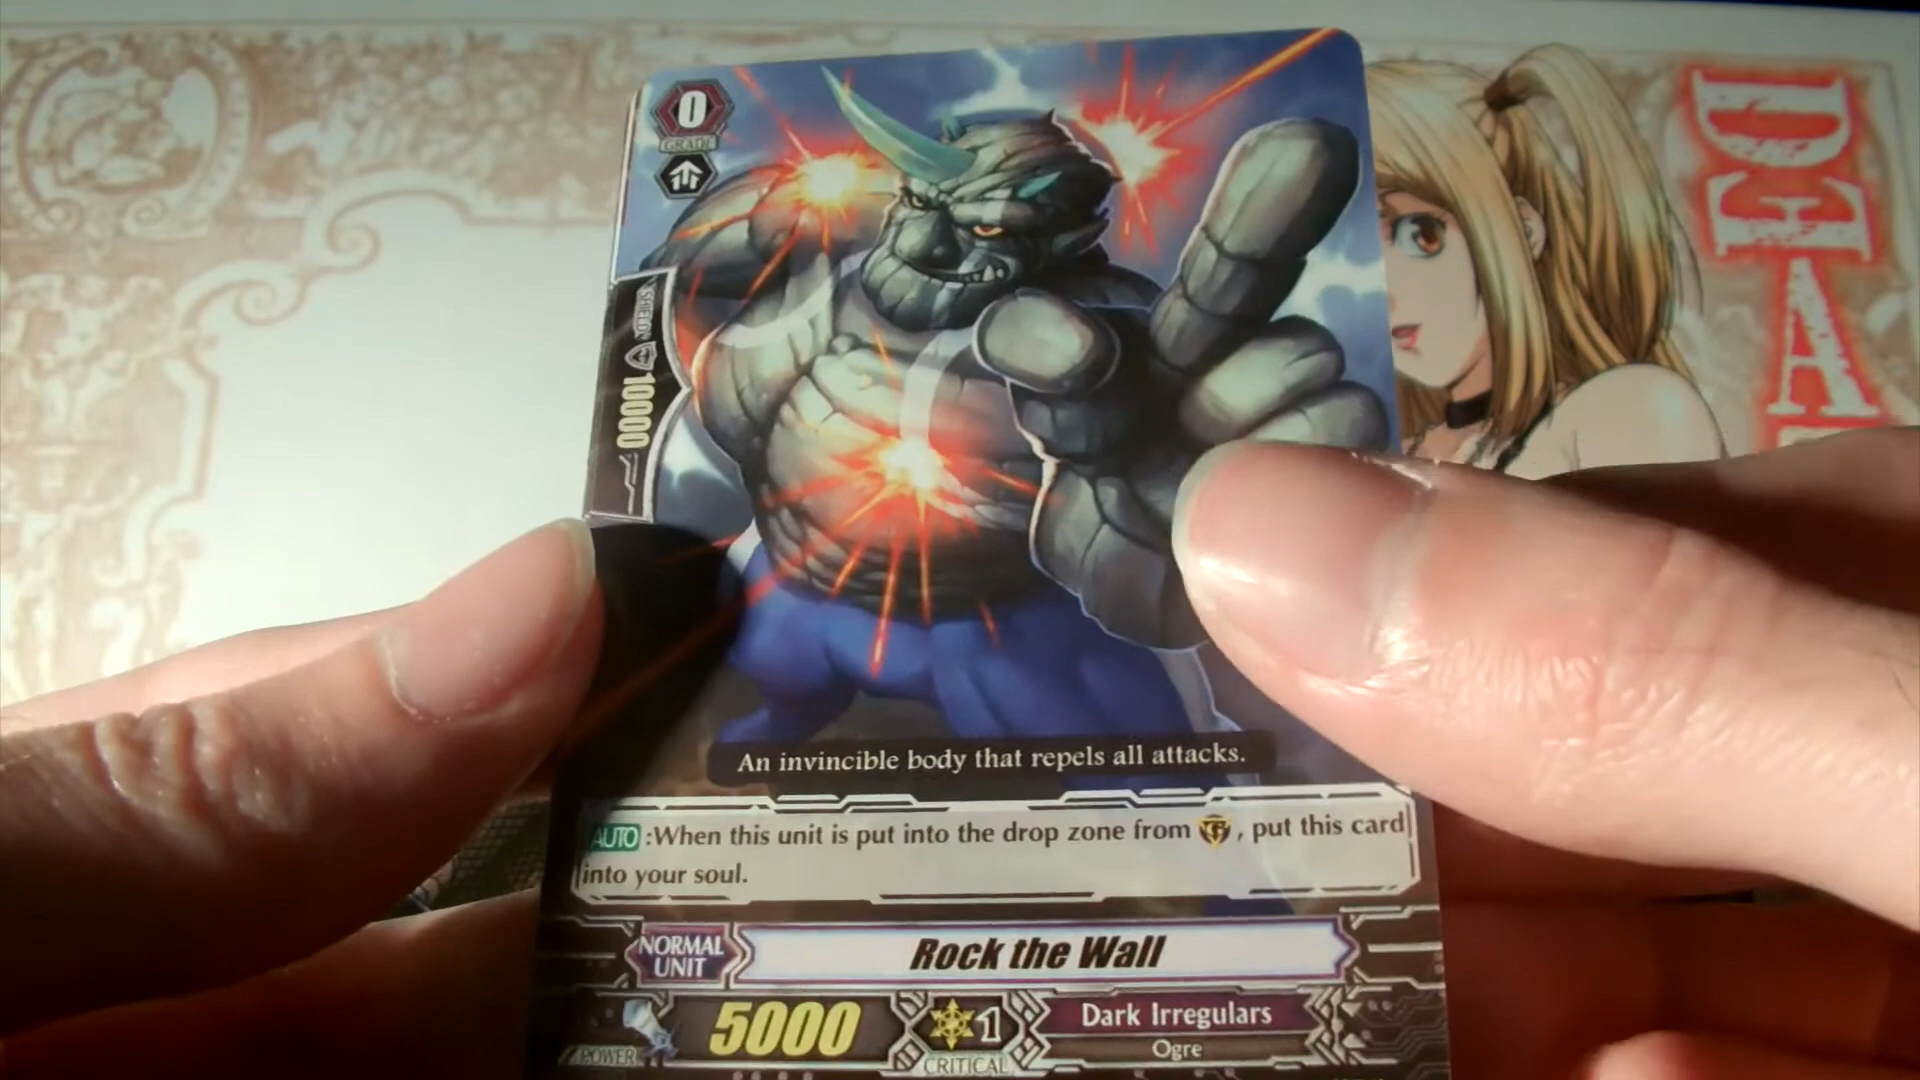 0
GRADE
SHIELD 10000
DEA
An invincible body that repels all attacks.
AUTO :When this unit is put into the drop zone from , put this card
into your soul.
NORMAL
UNIT
Rock the Wall
POWER
5000
1
CRITICAL
Dark Irregulars
Ogre